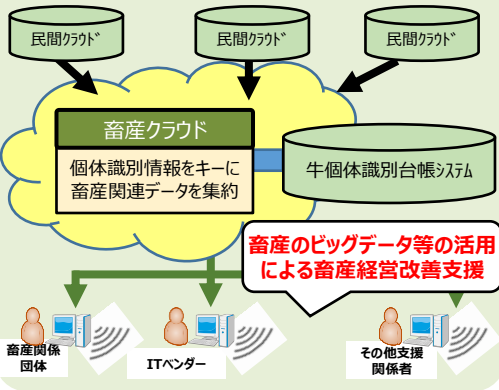 民間ｸﾗｳﾄﾞ
民間ｸﾗｳﾄﾞ
民間ｸﾗｳﾄﾞ
畜産クラウド
個体識別情報をキーに
畜産関連データを集約
牛個体識別台帳ｼｽﾃﾑ
畜産のビッグデータ等の活用
による畜産経営改善支援
畜産関係
団体
ITベンダー
その他支援
関係者